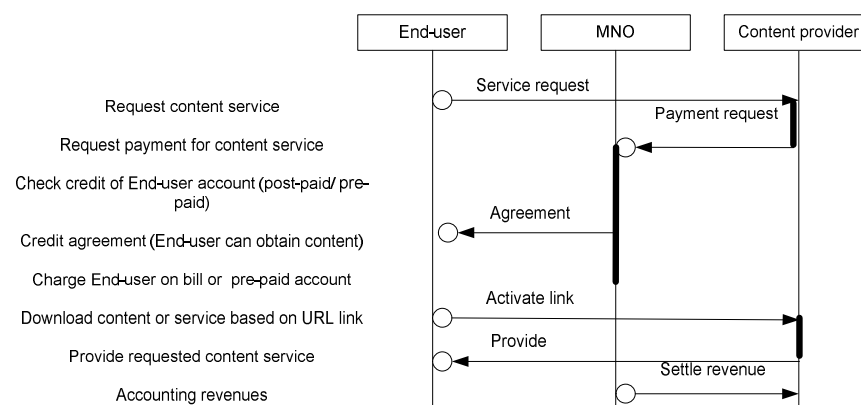 End-user
MNO
Content provider
Service request
Request content service
Payment request
Request payment for content service
Check credit of End-user account (post-paid/ pre-
paid)
Agreement
Credit agreement (End-user can obtain content)
Charge End-user on bill or pre-paid account
Activate link
Download content or service based on URL link
Provide
Provide requested content service
Settle revenue
Accounting revenues